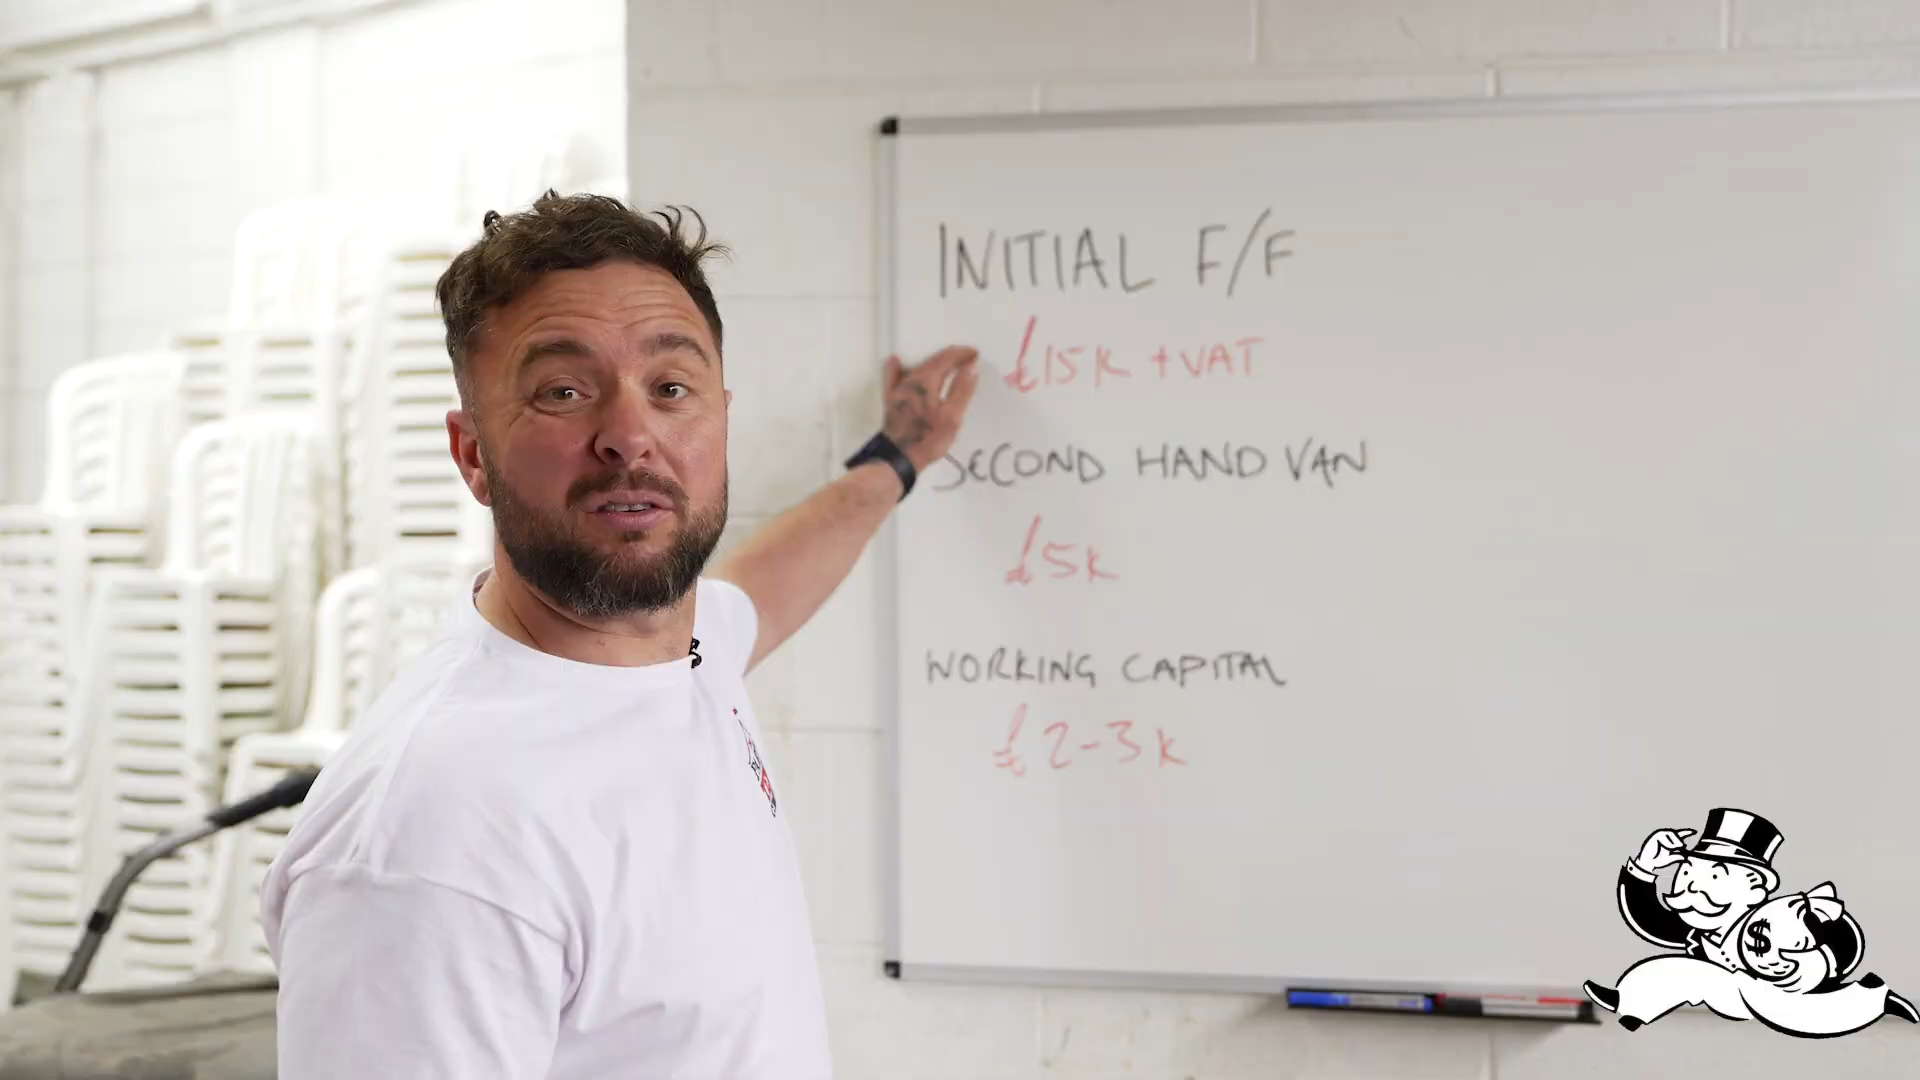 INITIAL F/F
£15K + VAT
SECOND HAND VAN
£5K
WORKING CAPITAL
£2-3K
$